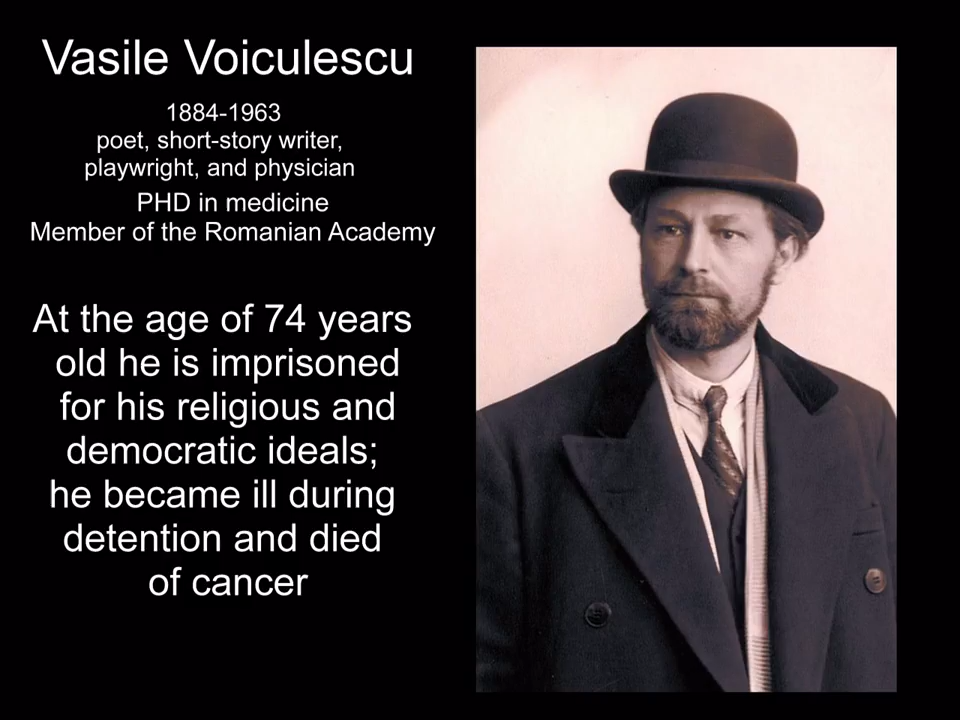 Vasile Voiculescu
1884-1963
poet, short-story writer,
playwright, and physician
PHD in medicine
Member of the Romanian Academy
At the age of 74 years
old he is imprisoned
for his religious and
democratic ideals;
he became ill during
detention and died
of cancer